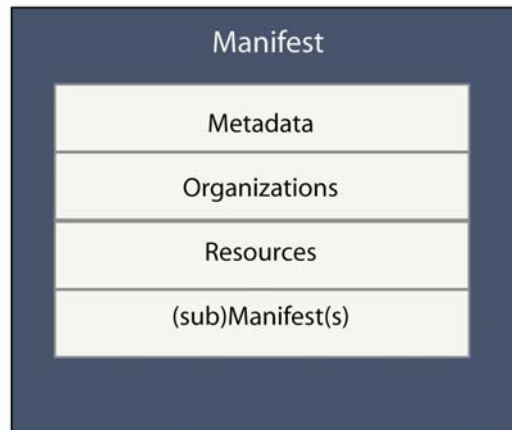 Manifest
Metadata
Organizations
Resources
(sub)Manifest(s)